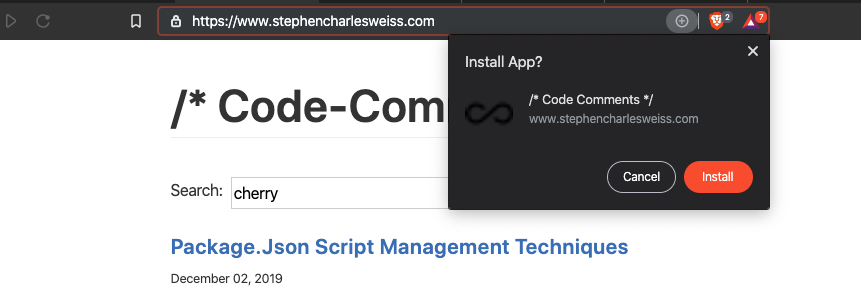 https://www.stephencharlesweiss.com
2
7
Install App?
/* Code Comments */
www.stephencharlesweiss.com
Cancel
Install
/* Code-Com
Search:
cherry
Package.Json Script Management Techniques
December 02, 2019